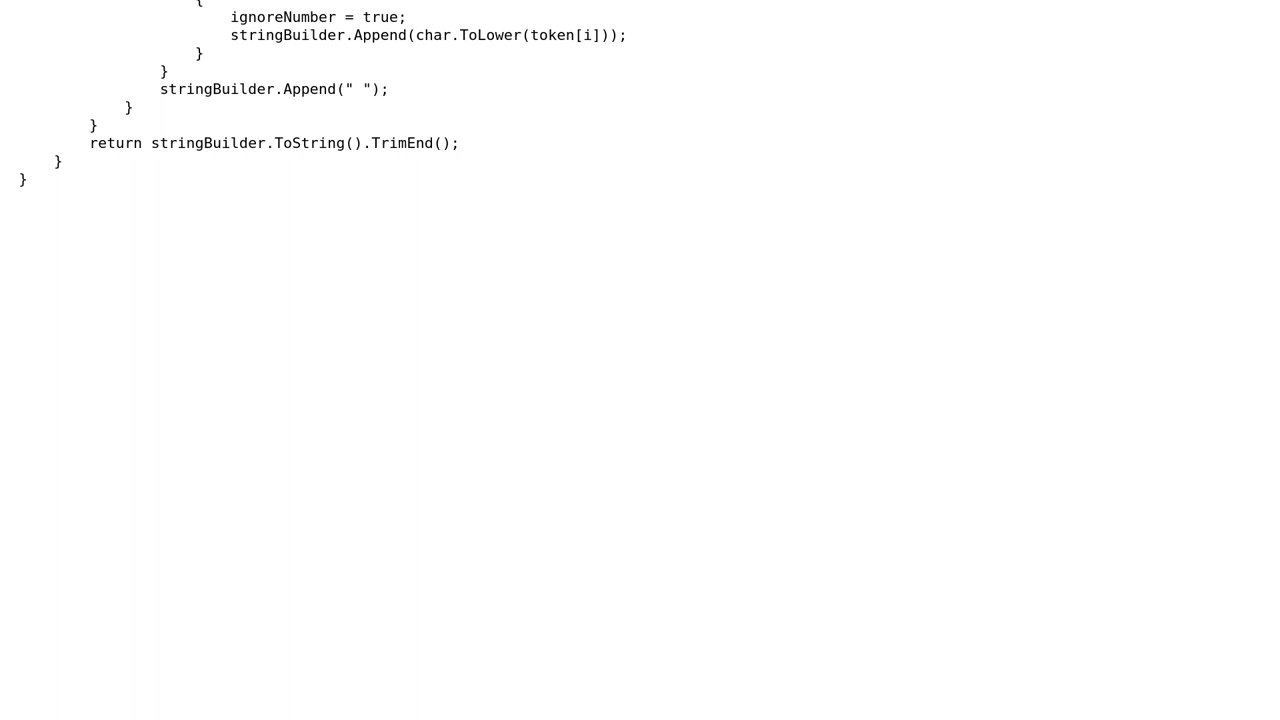 {
ignoreNumber = true;
stringBuilder.Append(char.ToLower(token[i]));
}
}
stringBuilder.Append(" ");
}
}
return stringBuilder.ToString().TrimEnd();
}
}